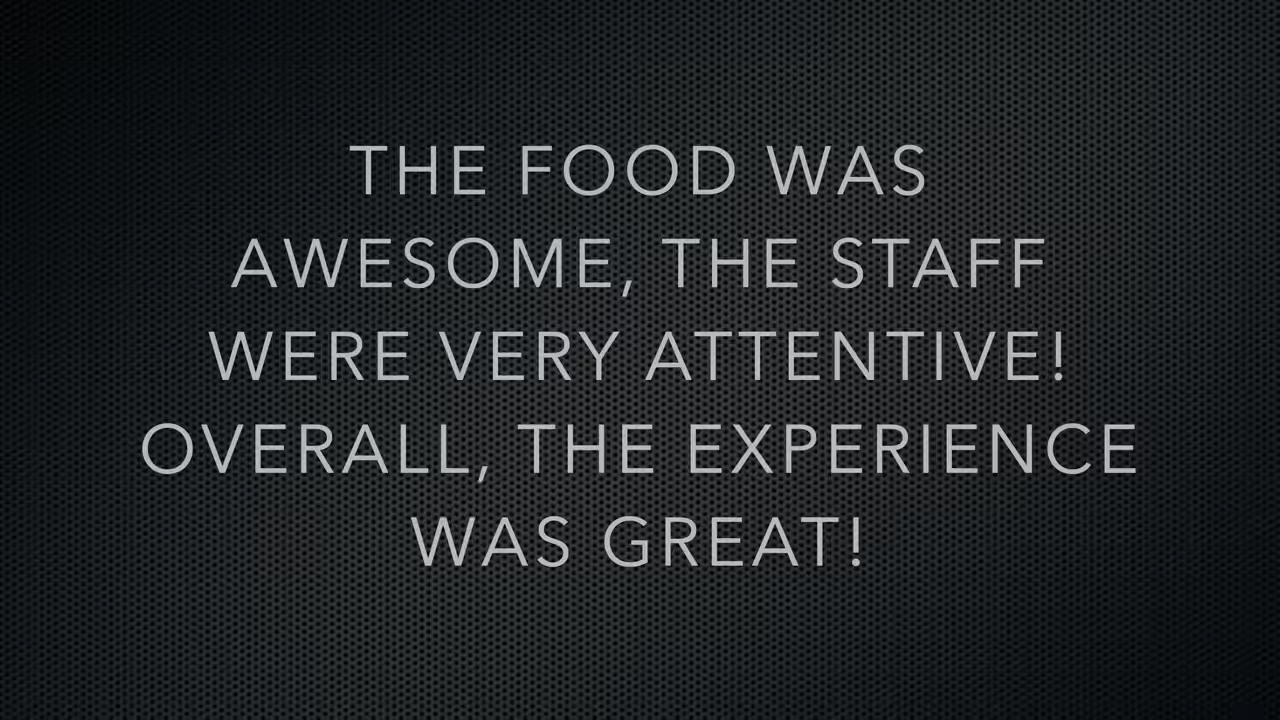 THE FOOD WAS
AWESOME, THE STAFF
WERE VERY ATTENTIVE!
OVERALL, THE EXPERIENCE
WAS GREAT!